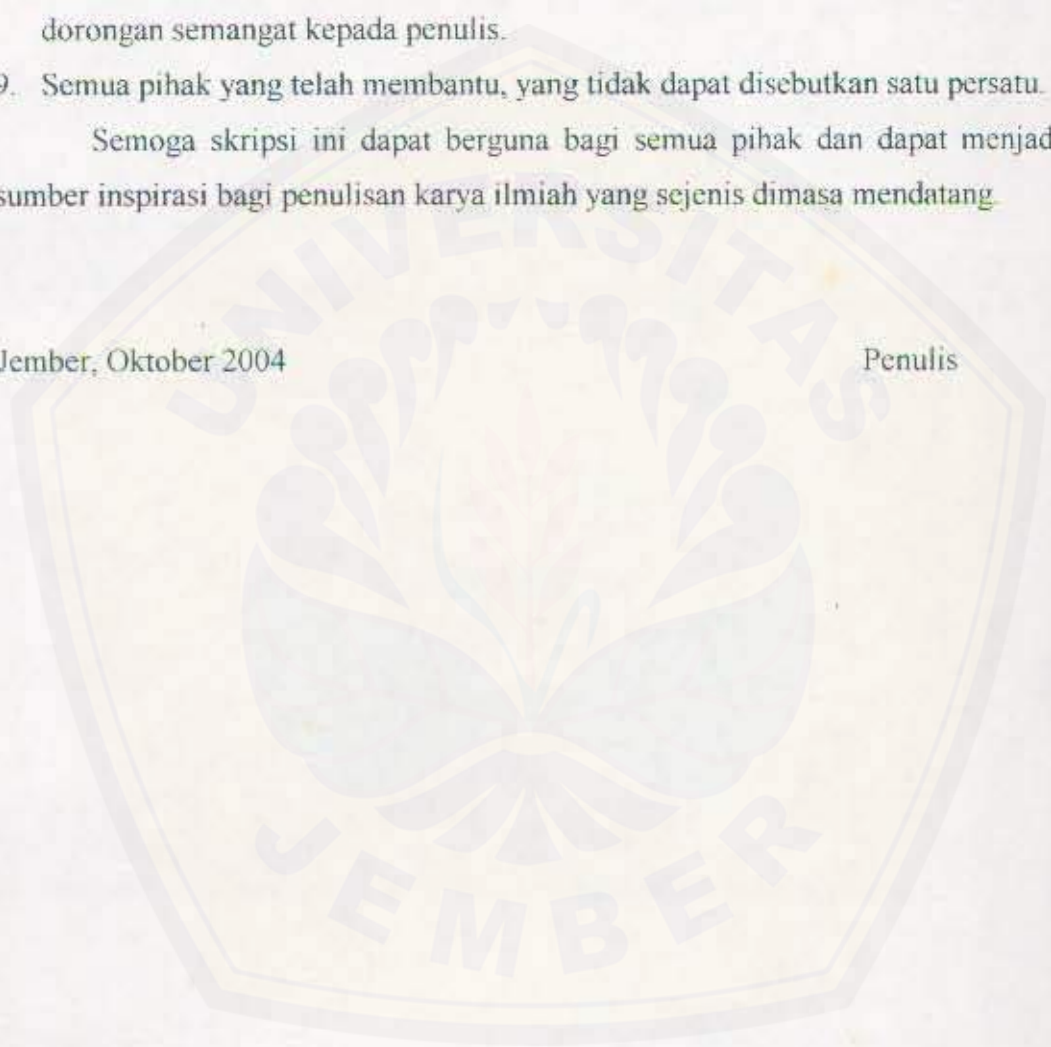 dorongan semangat kepada penulis.
9. Semua pihak yang telah membantu, yang tidak dapat disebutkan satu persatu.
Semoga skripsi ini dapat berguna bagi semua pihak dan dapat menjad
sumber inspirasi bagi penulisan karya ilmiah yang sejenis dimasa mendatang.
Jember, Oktober 2004 Penulis
UNIVERSITAS
JEMBER